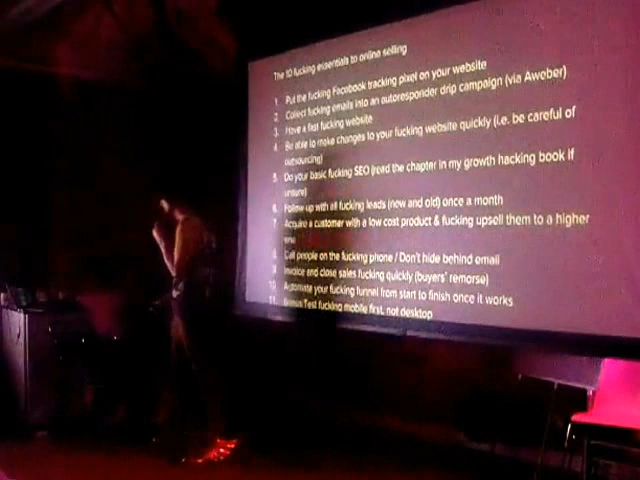 The 10 fucking essentials to online selling
1. Put the fucking Facebook tracking pixel on your website
2. Collect fucking emails into an autoresponder drip campaign (via Aweber)
3. Have a fast fucking website
4. Be able to make changes to your fucking website quickly (i.e. be careful of
outsourcing)
5. Do your basic fucking SEO (read the chapter in my growth hacking book if
unsure)
6. Follow up with all fucking leads (new and old) once a month
7. Acquire a customer with a low cost product & fucking upsell them to a higher
one
8. Call people on the fucking phone / Don't hide behind email
9. Invoice and close sales fucking quickly (buyers' remorse)
10. Automate your fucking funnel from start to finish once it works
11. Bonus Test fucking mobile first, not desktop